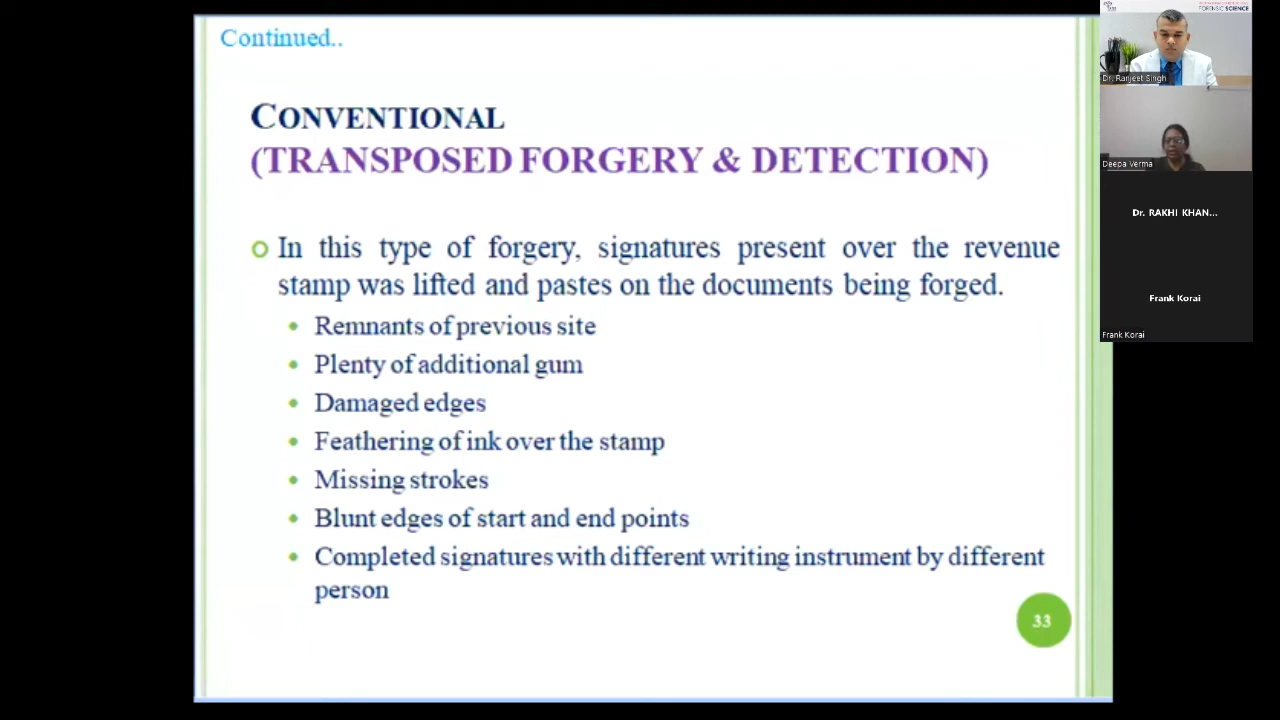 Continued..
CONVENTIONAL
(TRANSPOSED FORGERY & DETECTION)
In this type of forgery, signatures present over the revenue
stamp was lifted and pastes on the documents being forged.
Remnants of previous site
Plenty of additional gum
Damaged edges
Feathering of ink over the stamp
Missing strokes
Blunt edges of start and end points
Completed signatures with different writing instrument by different
person
33
FORENSIC SCIENCE
Dr. Ranjeet Singh
Deepa Verma
Dr. RAKHI KHAN...
Frank Korai
Frank Korai